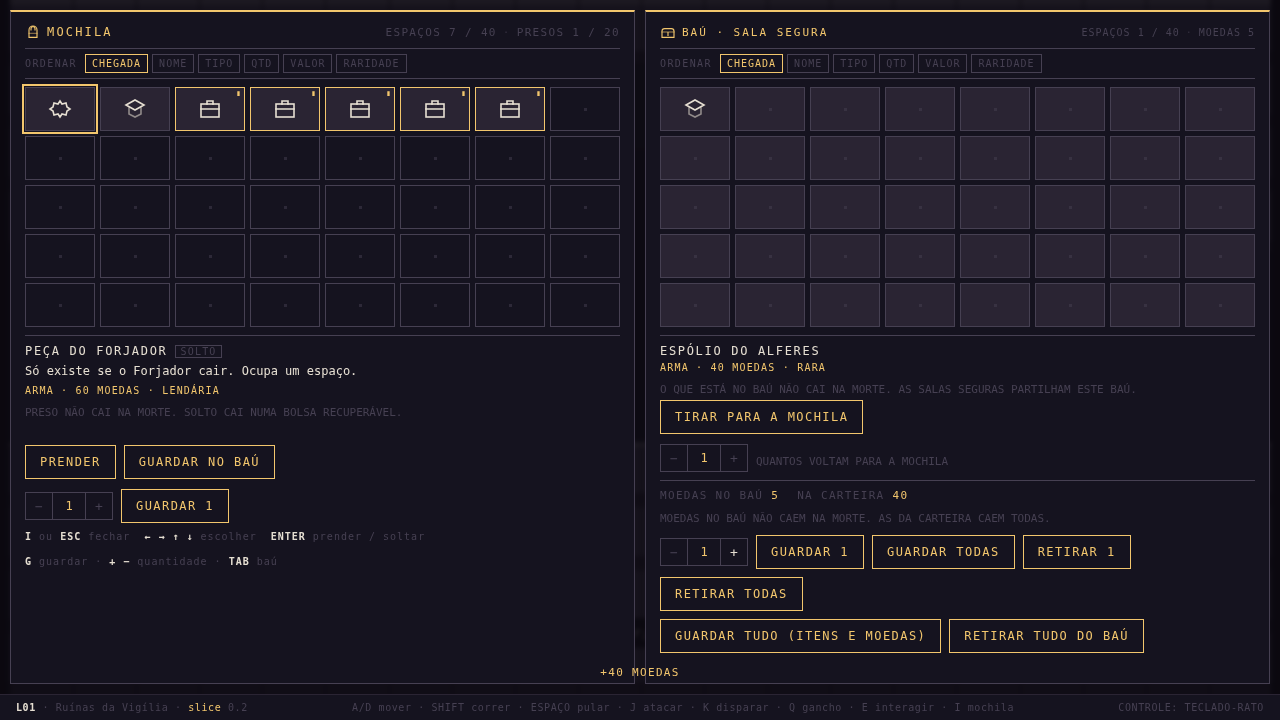 MOCHILA
ESPAÇOS 7 / 40 · PRESOS 1 / 20
ORDENAR CHEGADA NOME TIPO QTD VALOR RARIDADE
PEÇA DO FORJADOR SOLTO
Só existe se o Forjador cair. Ocupa um espaço.
ARMA · 60 MOEDAS · LENDÁRIA
PRESO NÃO CAI NA MORTE. SOLTO CAI NUMA BOLSA RECUPERÁVEL.
PRENDER GUARDAR NO BAÚ
− 1 + GUARDAR 1
I ou ESC fechar ← → ↑ ↓ escolher ENTER prender / soltar
G guardar · + − quantidade · TAB baú
BAÚ · SALA SEGURA
ESPAÇOS 1 / 40 · MOEDAS 5
ORDENAR CHEGADA NOME TIPO QTD VALOR RARIDADE
ESPÓLIO DO ALFERES
ARMA · 40 MOEDAS · RARA
O QUE ESTÁ NO BAÚ NÃO CAI NA MORTE. AS SALAS SEGURAS PARTILHAM ESTE BAÚ.
TIRAR PARA A MOCHILA
− 1 + QUANTOS VOLTAM PARA A MOCHILA
MOEDAS NO BAÚ 5 NA CARTEIRA 40
MOEDAS NO BAÚ NÃO CAEM NA MORTE. AS DA CARTEIRA CAEM TODAS.
− 1 + GUARDAR 1 GUARDAR TODAS RETIRAR 1
RETIRAR TODAS
GUARDAR TUDO (ITENS E MOEDAS) RETIRAR TUDO DO BAÚ
+40 MOEDAS
L01 · Ruínas da Vigília · slice 0.2
A/D mover · SHIFT correr · ESPAÇO pular · J atacar · K disparar · Q gancho · E interagir · I mochila
CONTROLE: TECLADO-RATO